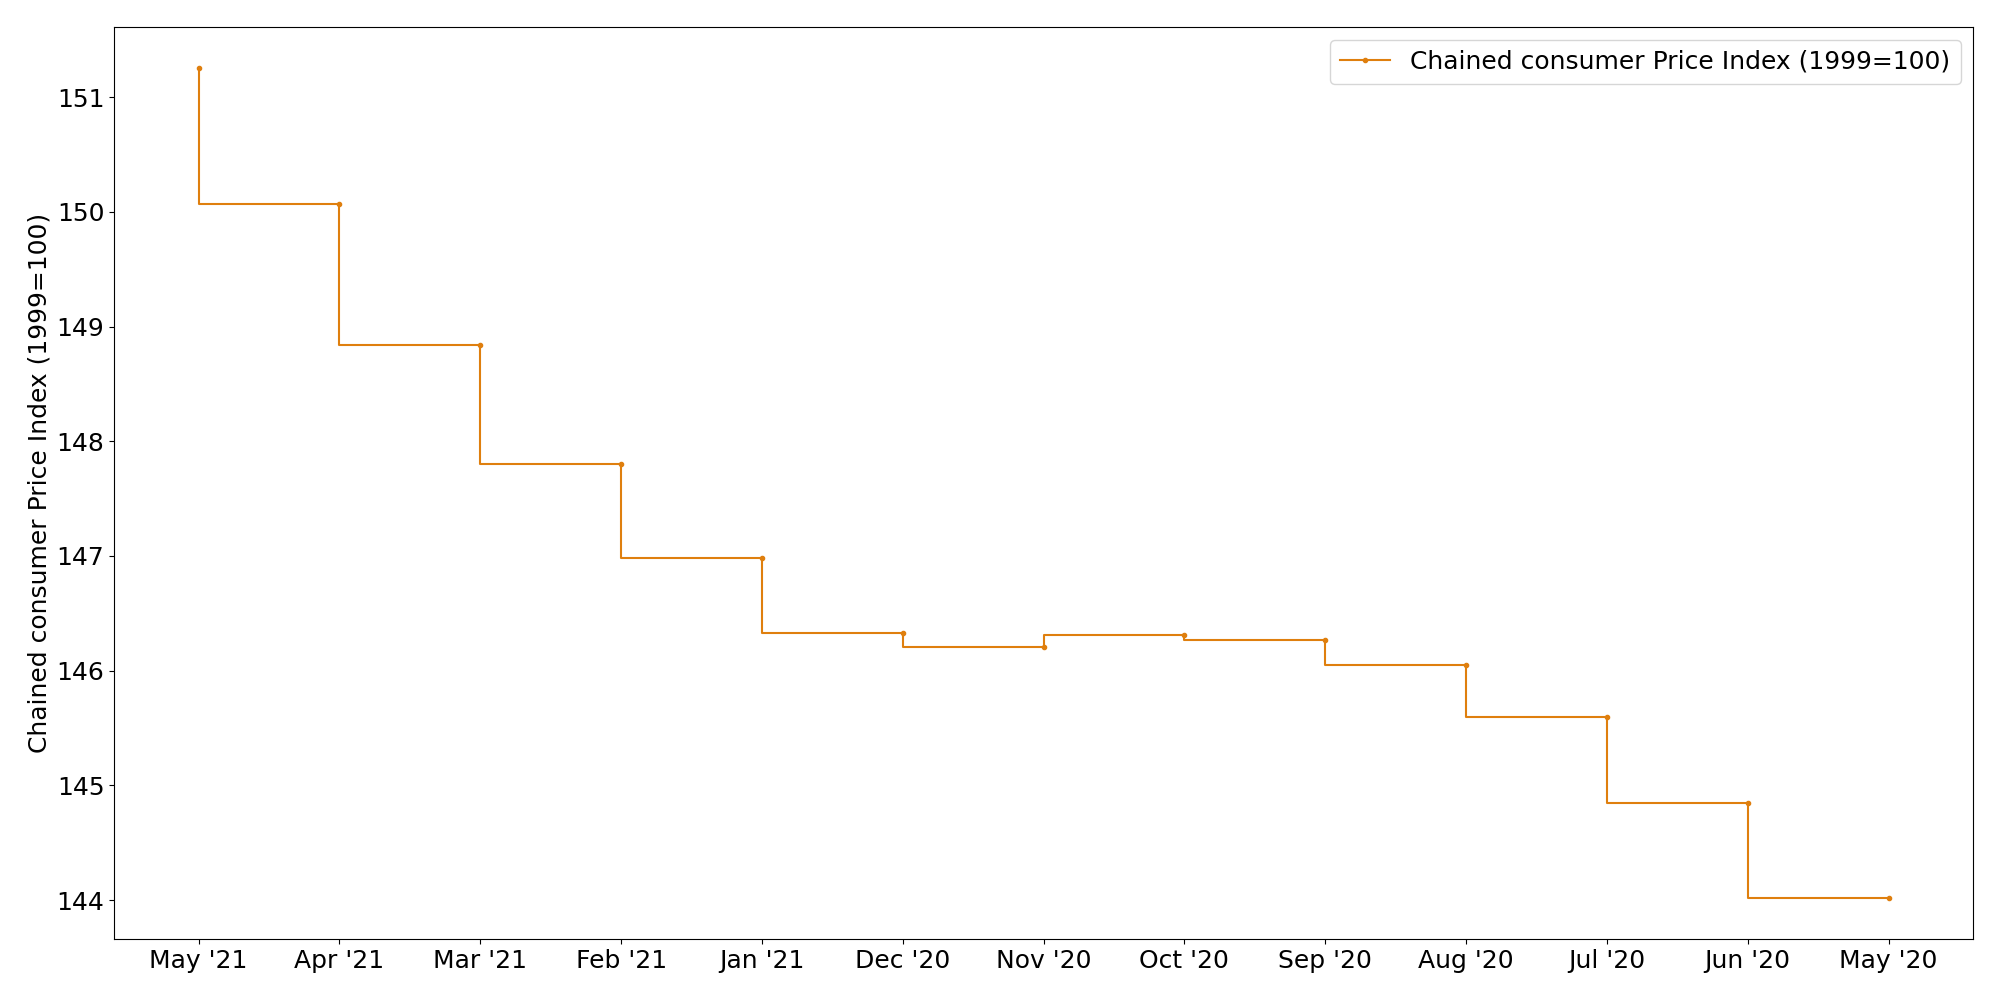 Chained consumer Price Index (1999=100)
Chained consumer Price Index (1999=100)
151
150
149
148
147
146
145
144
May '21 Apr '21 Mar '21 Feb '21 Jan '21 Dec '20 Nov '20 Oct '20 Sep '20 Aug '20 Jul '20 Jun '20 May '20